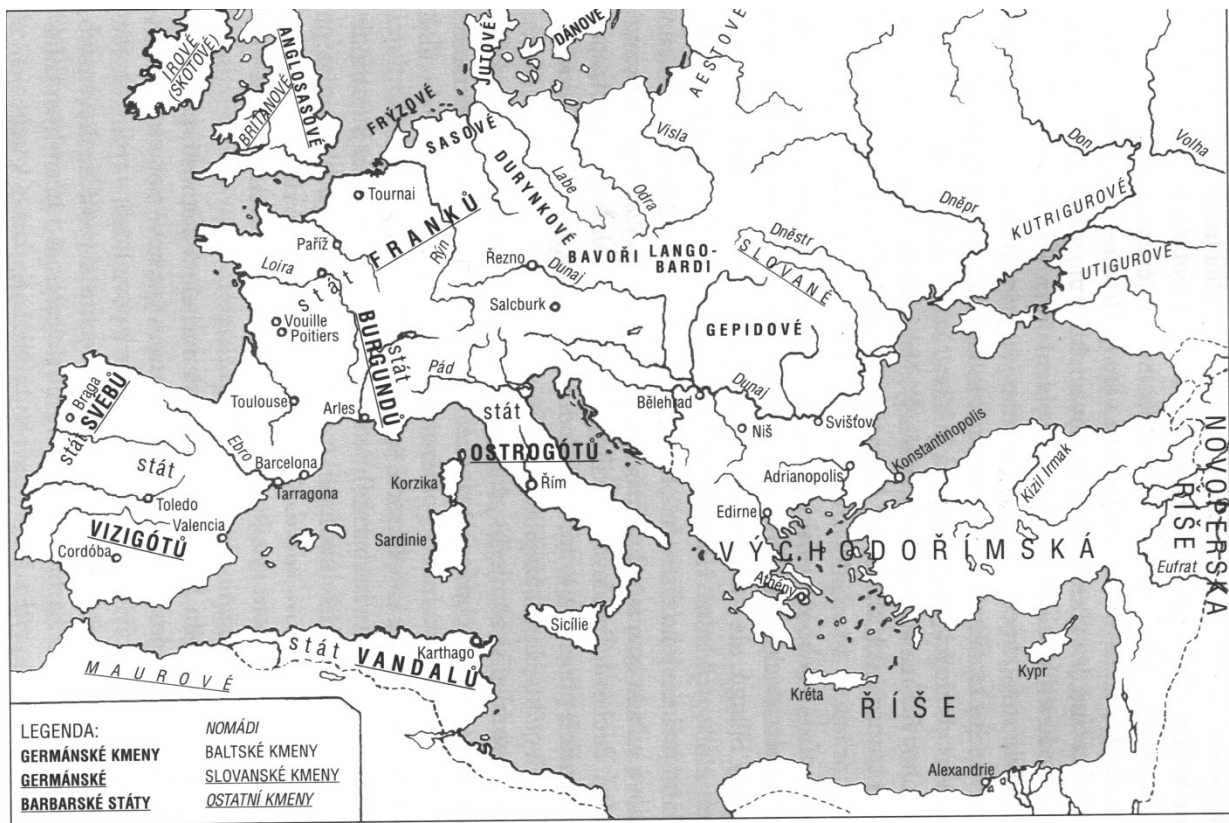 IROVÉ
(SKOTOVÉ)
BRITANOVÉ
ANGLOSASOVÉ
JUTOVÉ
DÁNOVÉ
AESTOVÉ
FRÝZOVÉ
SASOVÉ
DURYNKOVÉ
Labe
Odra
Visla
Don
Volha
Dněpr
KUTRIGUROVÉ
UTIGUROVÉ
Tournai
Paříž
FRANKŮ
Rýn
Loira
stát
Řezno
Dunaj
BAVOŘI
LANGO-
BARDI
Dněstr
SLOVANÉ
Salcburk
Vouille
Poitiers
BURGUNDŮ
stát
GEPIDOVÉ
Pád
Dunaj
Bělehrad
Niš
Svišťov
Braga
stát SVÉBŮ
Toulouse
Arles
stát
OSTROGÓTŮ
Ebro
Barcelona
Tarragona
stát
Toledo
Valencia
VIZIGÓTŮ
Cordóba
Korzika
Sardinie
Řím
Adrianopolis
Konstantinopolis
Edirne
Kizil Irmak
NOVOPERSKÁ
ŘÍŠE
Eufrat
VÝCHODOŘÍMSKÁ
Athény
Sicílie
Karthago
stát VANDALŮ
MAUROVÉ
Kréta
Kypr
ŘÍŠE
Alexandrie
LEGENDA:
GERMÁNSKÉ KMENY
GERMÁNSKÉ
BARBARSKÉ STÁTY
NOMÁDI
BALTSKÉ KMENY
SLOVANSKÉ KMENY
OSTATNÍ KMENY